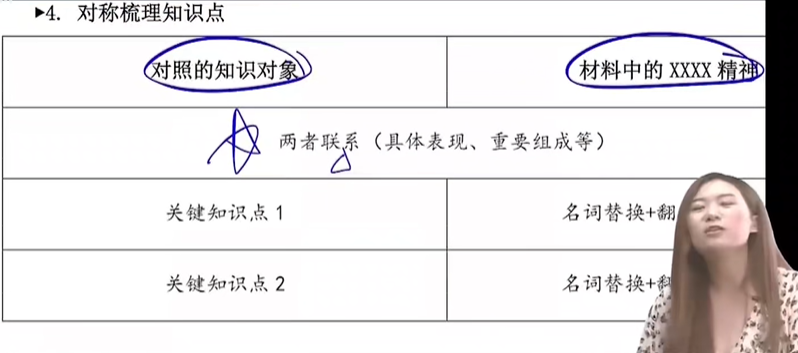 ▸4. 对称梳理知识点
对照的知识对象 材料中的 XXXX 精神
两者联系（具体表现、重要组成等）
关键知识点 1 名词替换+翻
关键知识点 2 名词替换+翻